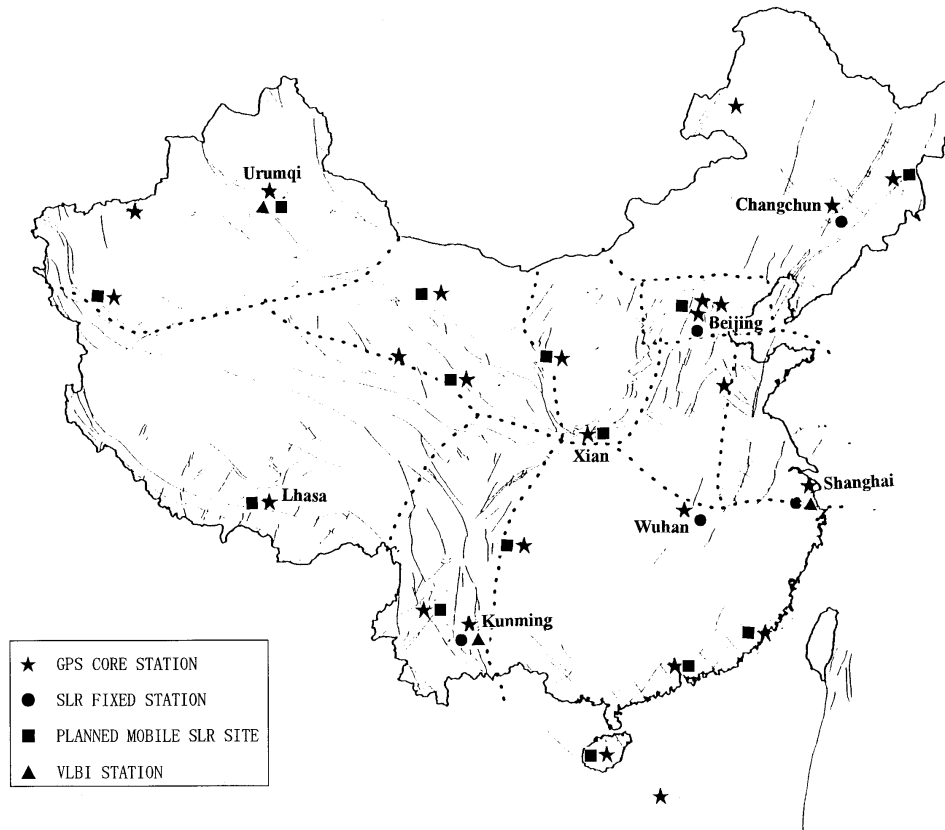 Urumqi
Changchun
Beijing
Xian
Lhasa
Shanghai
Wuhan
Kunming
GPS CORE STATION
SLR FIXED STATION
PLANNED MOBILE SLR SITE
VLBI STATION